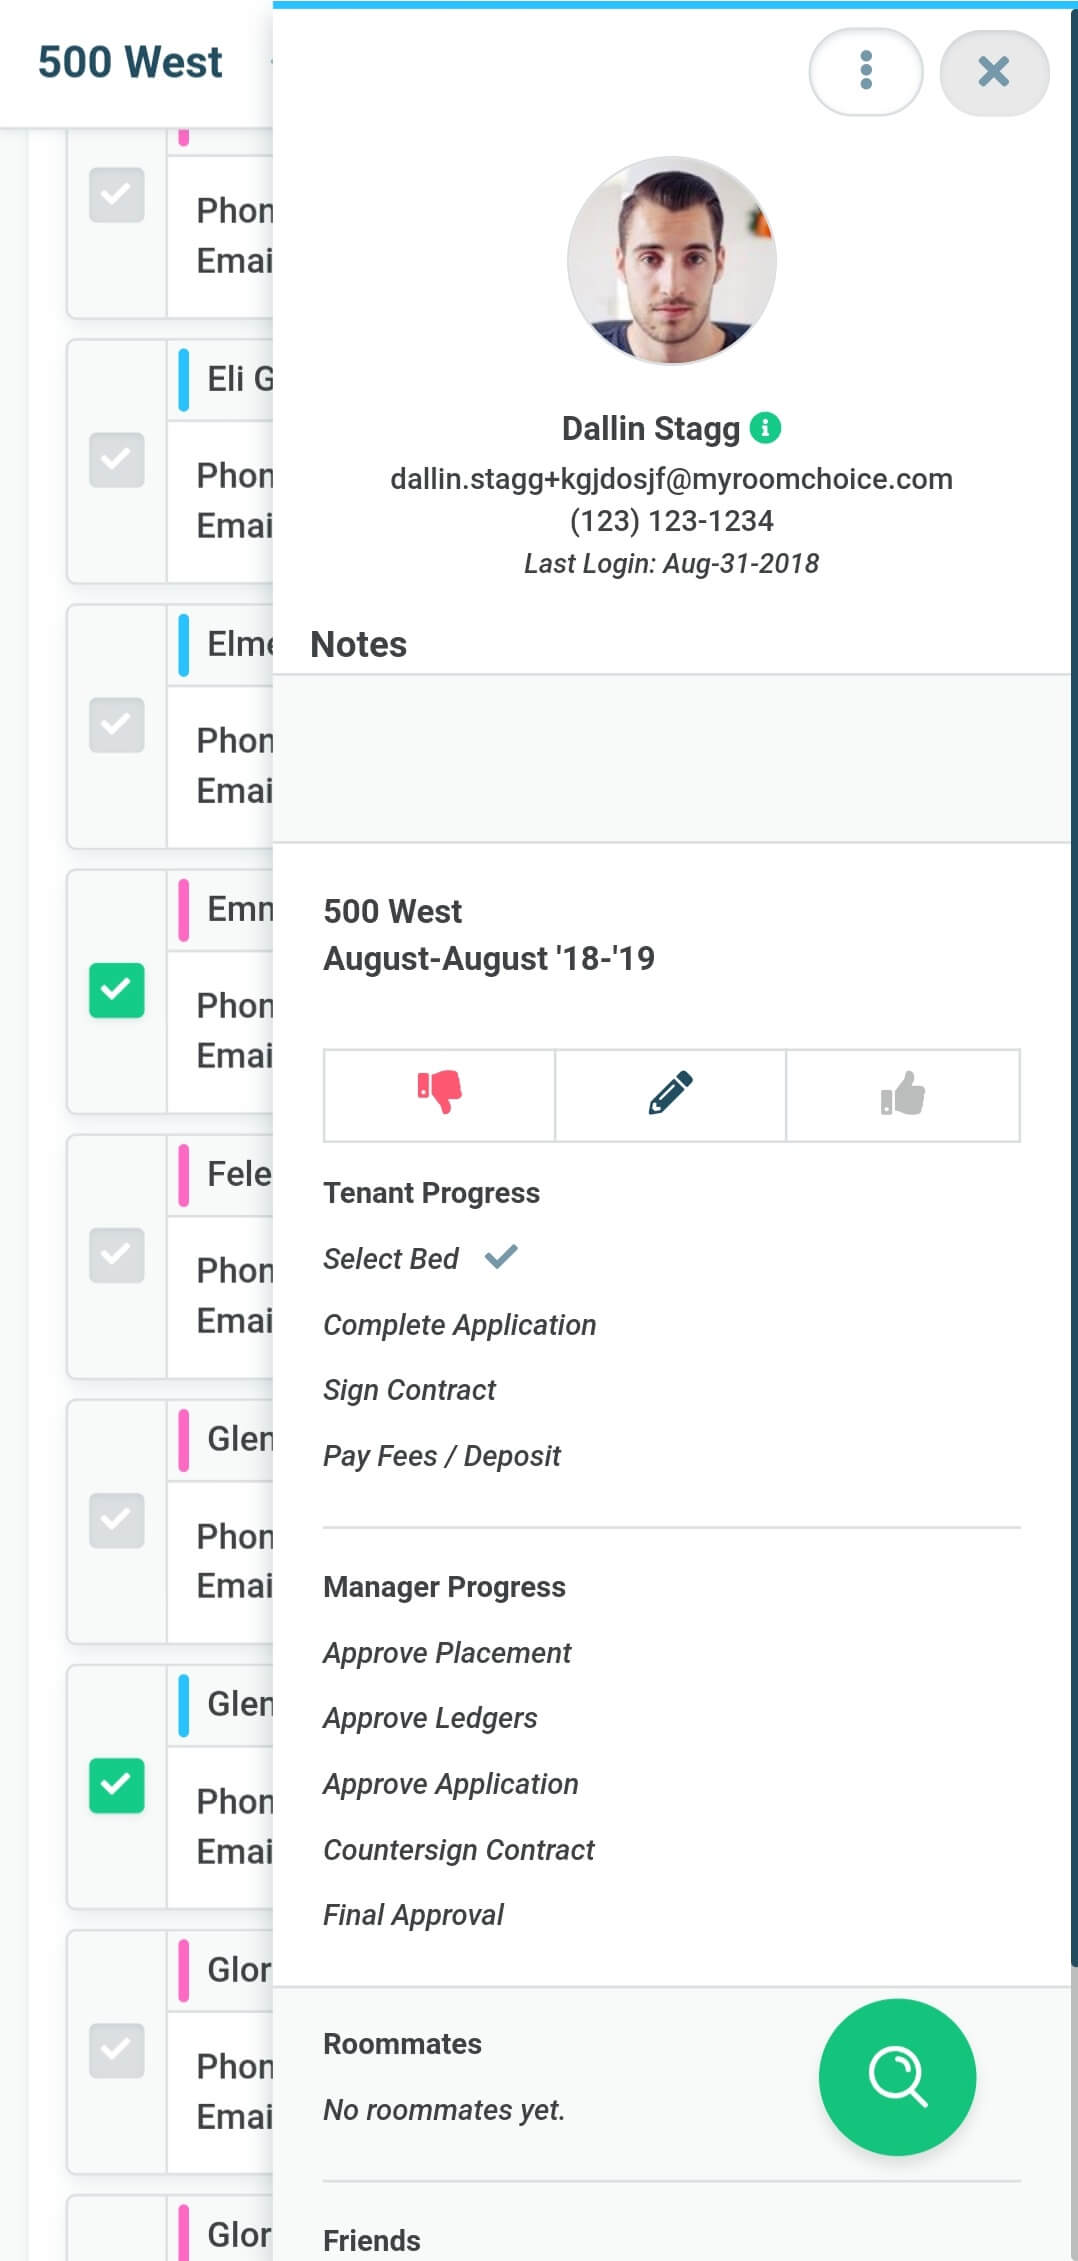 500 West
Phon
Emai
Eli G
Phon
Emai
Elme
Phon
Emai
Emm
Phon
Emai
Fele
Phon
Emai
Glen
Phon
Emai
Glen
Phon
Emai
Glor
Phon
Emai
Glor
Dallin Stagg
dallin.stagg+kgjdosjf@myroomchoice.com
(123) 123-1234
Last Login: Aug-31-2018
Notes
500 West
August-August '18-'19
Tenant Progress
Select Bed
Complete Application
Sign Contract
Pay Fees / Deposit
Manager Progress
Approve Placement
Approve Ledgers
Approve Application
Countersign Contract
Final Approval
Roommates
No roommates yet.
Friends